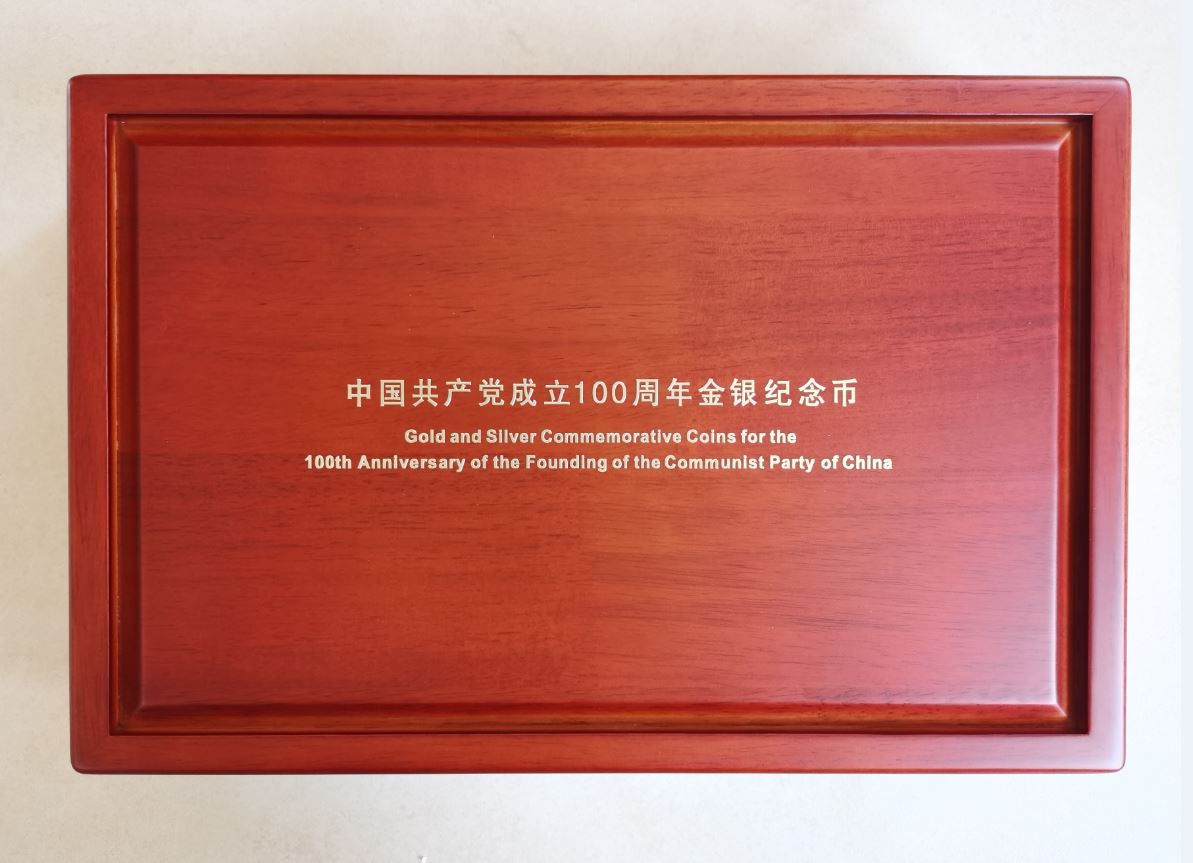 中国共产党成立100周年金银纪念币
Gold and Silver Commemorative Coins for the
100th Anniversary of the Founding of the Communist Party of China